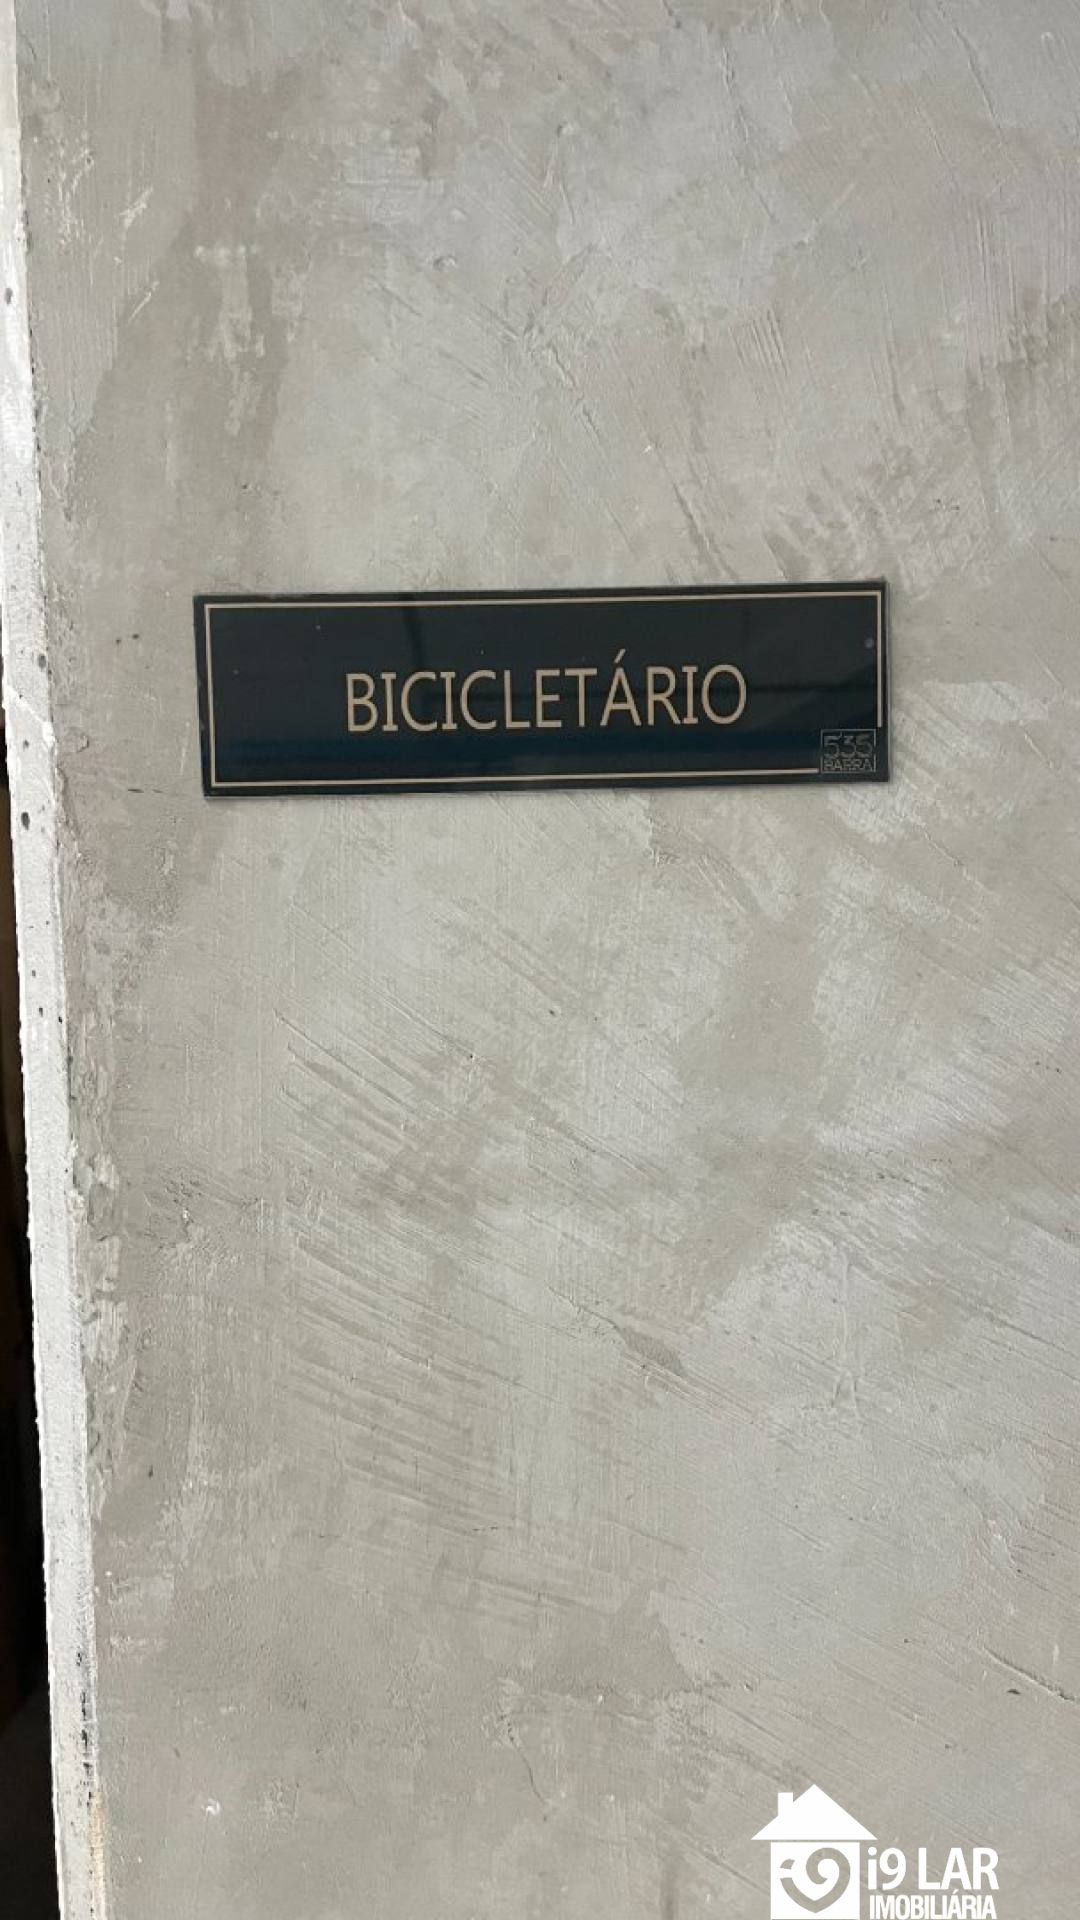 BICICLETÁRIO
535
BARRA
i9 LAR
IMOBILIÁRIA